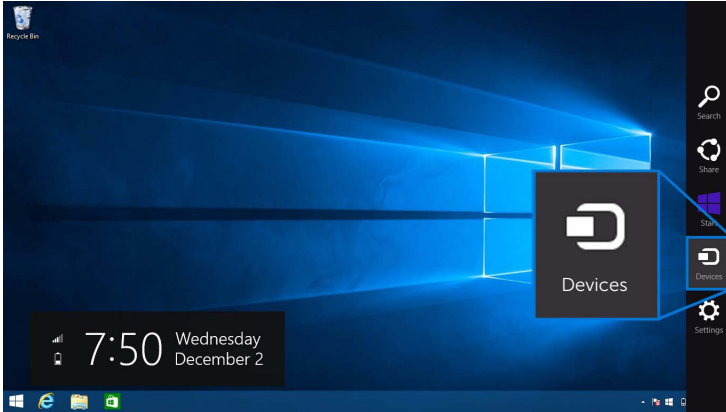 Recycle Bin
Search
Share
Start
Devices
Devices
Settings
7:50
Wednesday
December 2